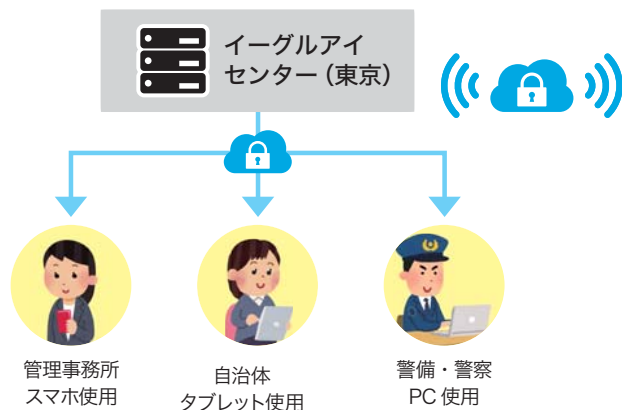 イーグルアイ
センター(東京)
管理事務所
スマホ使用
自治体
タブレット使用
警備・警察
PC 使用